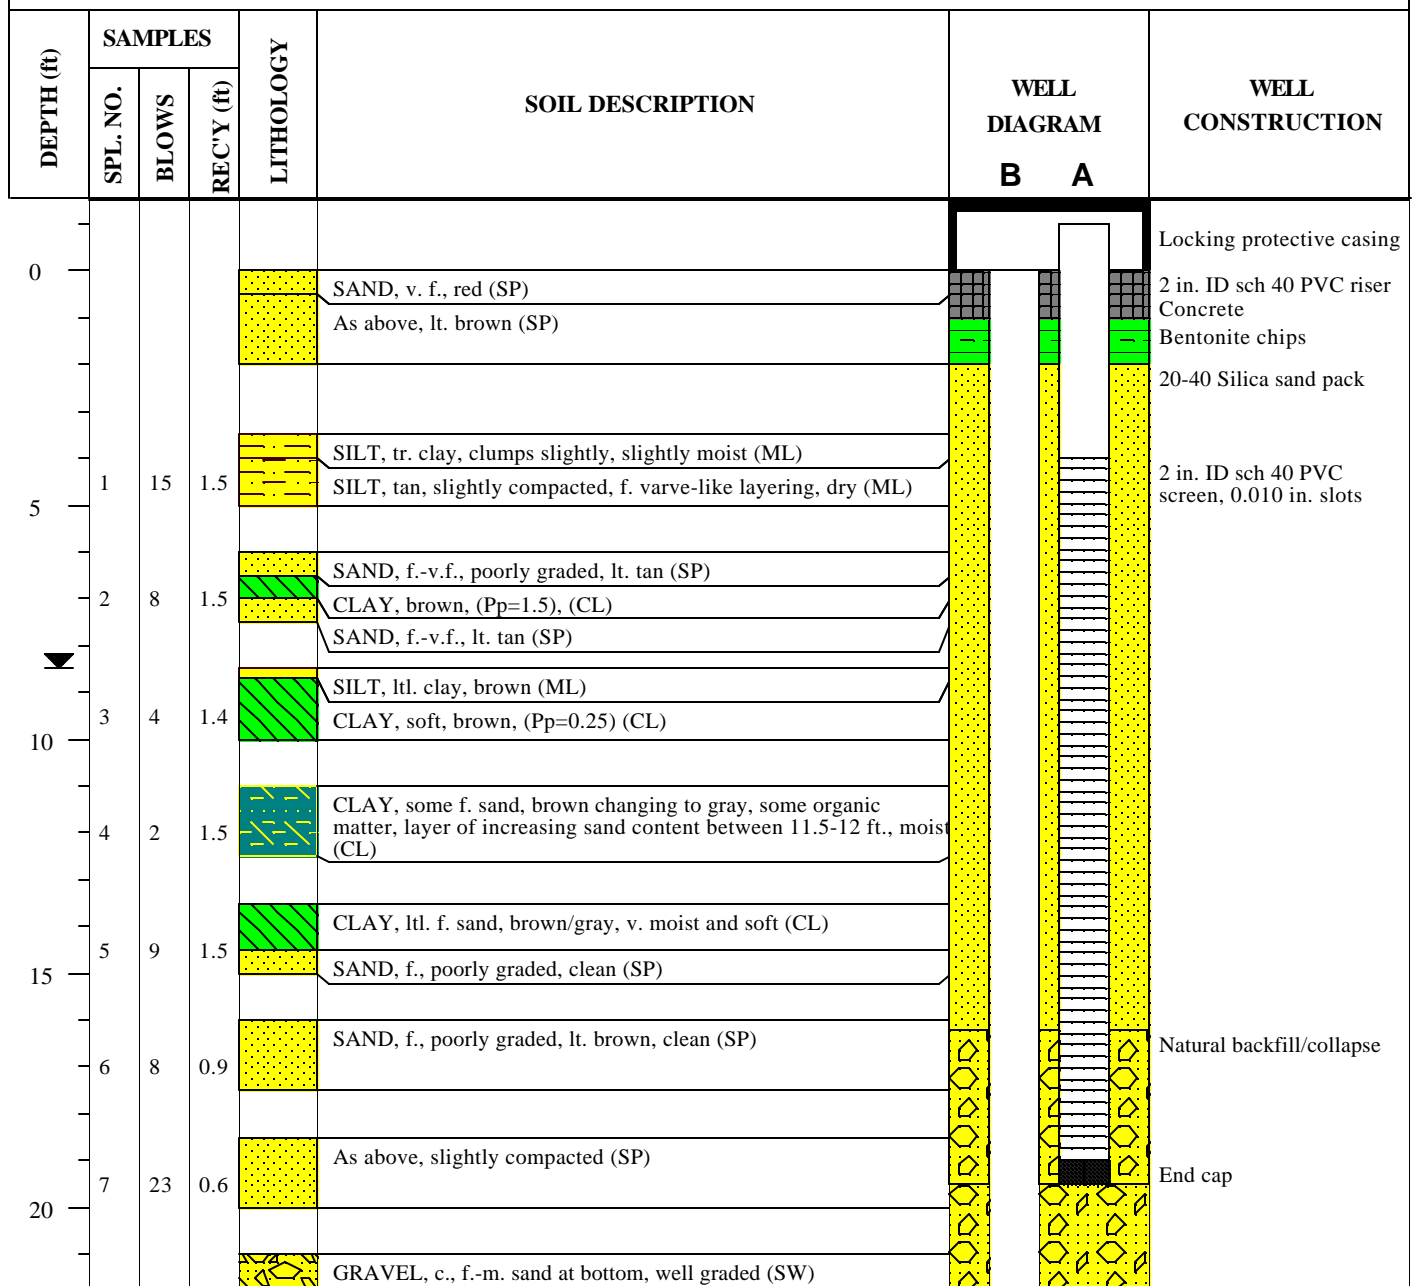 DEPTH (ft)
SAMPLES
SPL. NO.
BLOWS
REC'Y (ft)
LITHOLOGY
SOIL DESCRIPTION
WELL
DIAGRAM
B A
WELL
CONSTRUCTION
Locking protective casing
0
SAND, v. f., red (SP)
2 in. ID sch 40 PVC riser
Concrete
As above, lt. brown (SP)
Bentonite chips
20-40 Silica sand pack
SILT, tr. clay, clumps slightly, slightly moist (ML)
1 15 1.5
SILT, tan, slightly compacted, f. varve-like layering, dry (ML)
2 in. ID sch 40 PVC
screen, 0.010 in. slots
5
SAND, f.-v.f., poorly graded, lt. tan (SP)
2 8 1.5
CLAY, brown, (Pp=1.5), (CL)
SAND, f.-v.f., lt. tan (SP)
SILT, ltl. clay, brown (ML)
3 4 1.4
CLAY, soft, brown, (Pp=0.25) (CL)
10
CLAY, some f. sand, brown changing to gray, some organic
matter, layer of increasing sand content between 11.5-12 ft., moist
(CL)
4 2 1.5
CLAY, ltl. f. sand, brown/gray, v. moist and soft (CL)
5 9 1.5
SAND, f., poorly graded, clean (SP)
15
SAND, f., poorly graded, lt. brown, clean (SP)
Natural backfill/collapse
6 8 0.9
As above, slightly compacted (SP)
End cap
7 23 0.6
20
GRAVEL, c., f.-m. sand at bottom, well graded (SW)